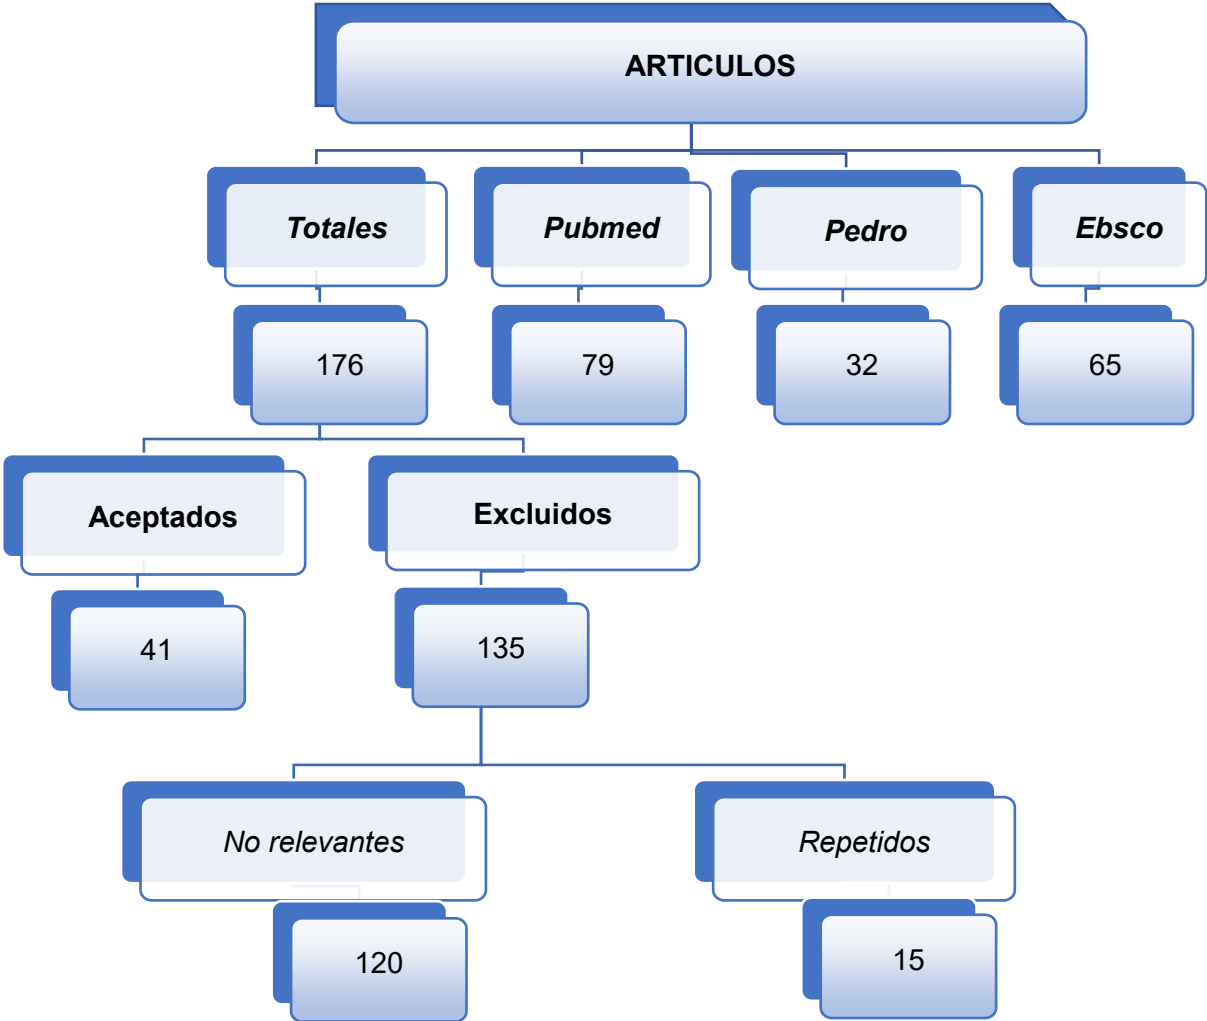 ARTICULOS
Totales
Pubmed
Pedro
Ebsco
176
79
32
65
Aceptados
Excluidos
41
135
No relevantes
Repetidos
120
15